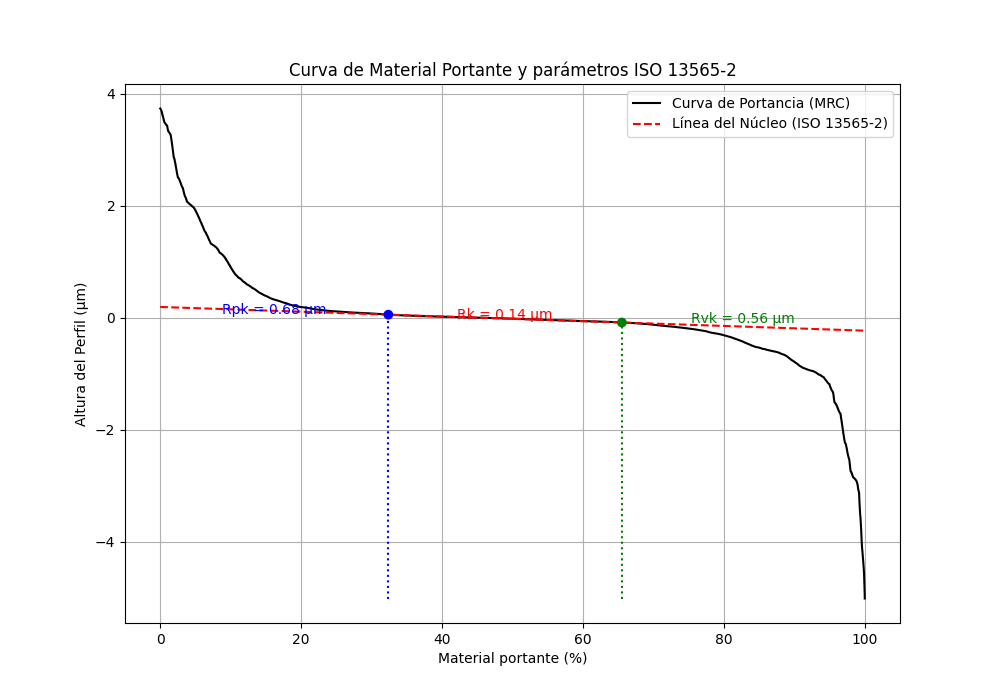 Curva de Material Portante y parámetros ISO 13565-2
Curva de Portancia (MRC)
Línea del Núcleo (ISO 13565-2)
Altura del Perfil (μm)
4
2
0
−2
−4
Rpk = 0.68 μm
Rk = 0.14 μm
Rvk = 0.56 μm
0 20 40 60 80 100
Material portante (%)